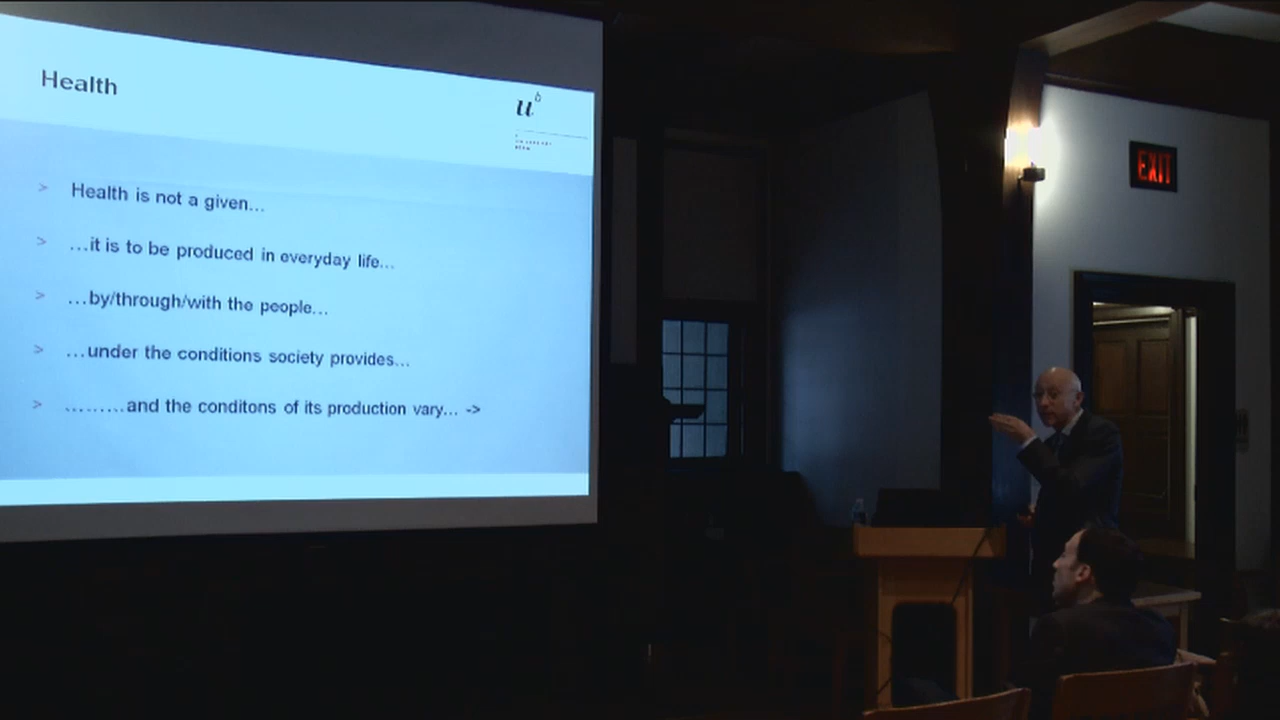 Health
u
b
> Health is not a given...
> ...it is to be produced in everyday life...
> ...by/through/with the people...
> ...under the conditions society provides...
> .........and the conditons of its production vary... ->
EXIT